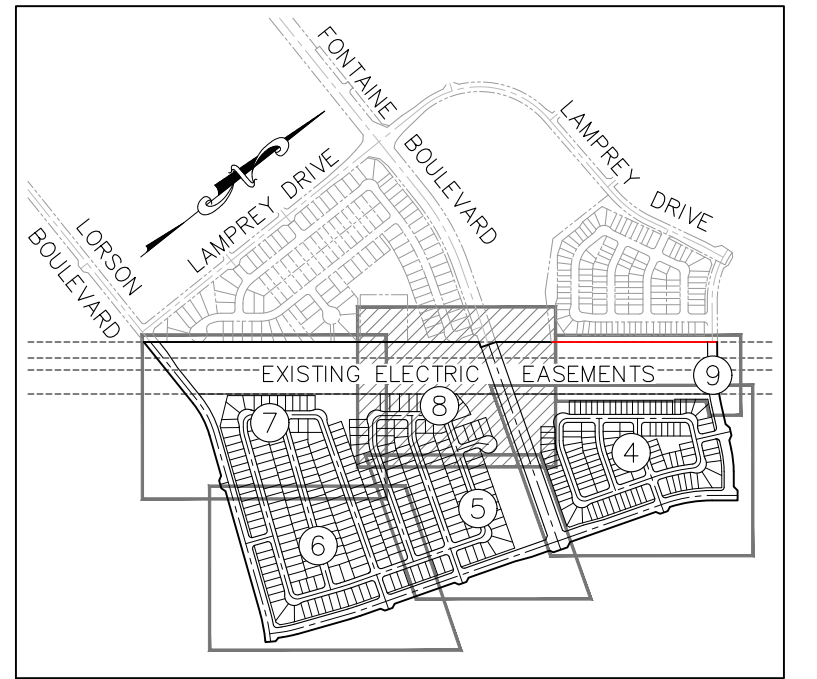 FONTAINE
BOULEVARD
LAMPREY
DRIVE
N
LAMPREY DRIVE
LORSON
BOULEVARD
EXISTING ELECTRIC EASEMENTS
9
8
7
4
5
6